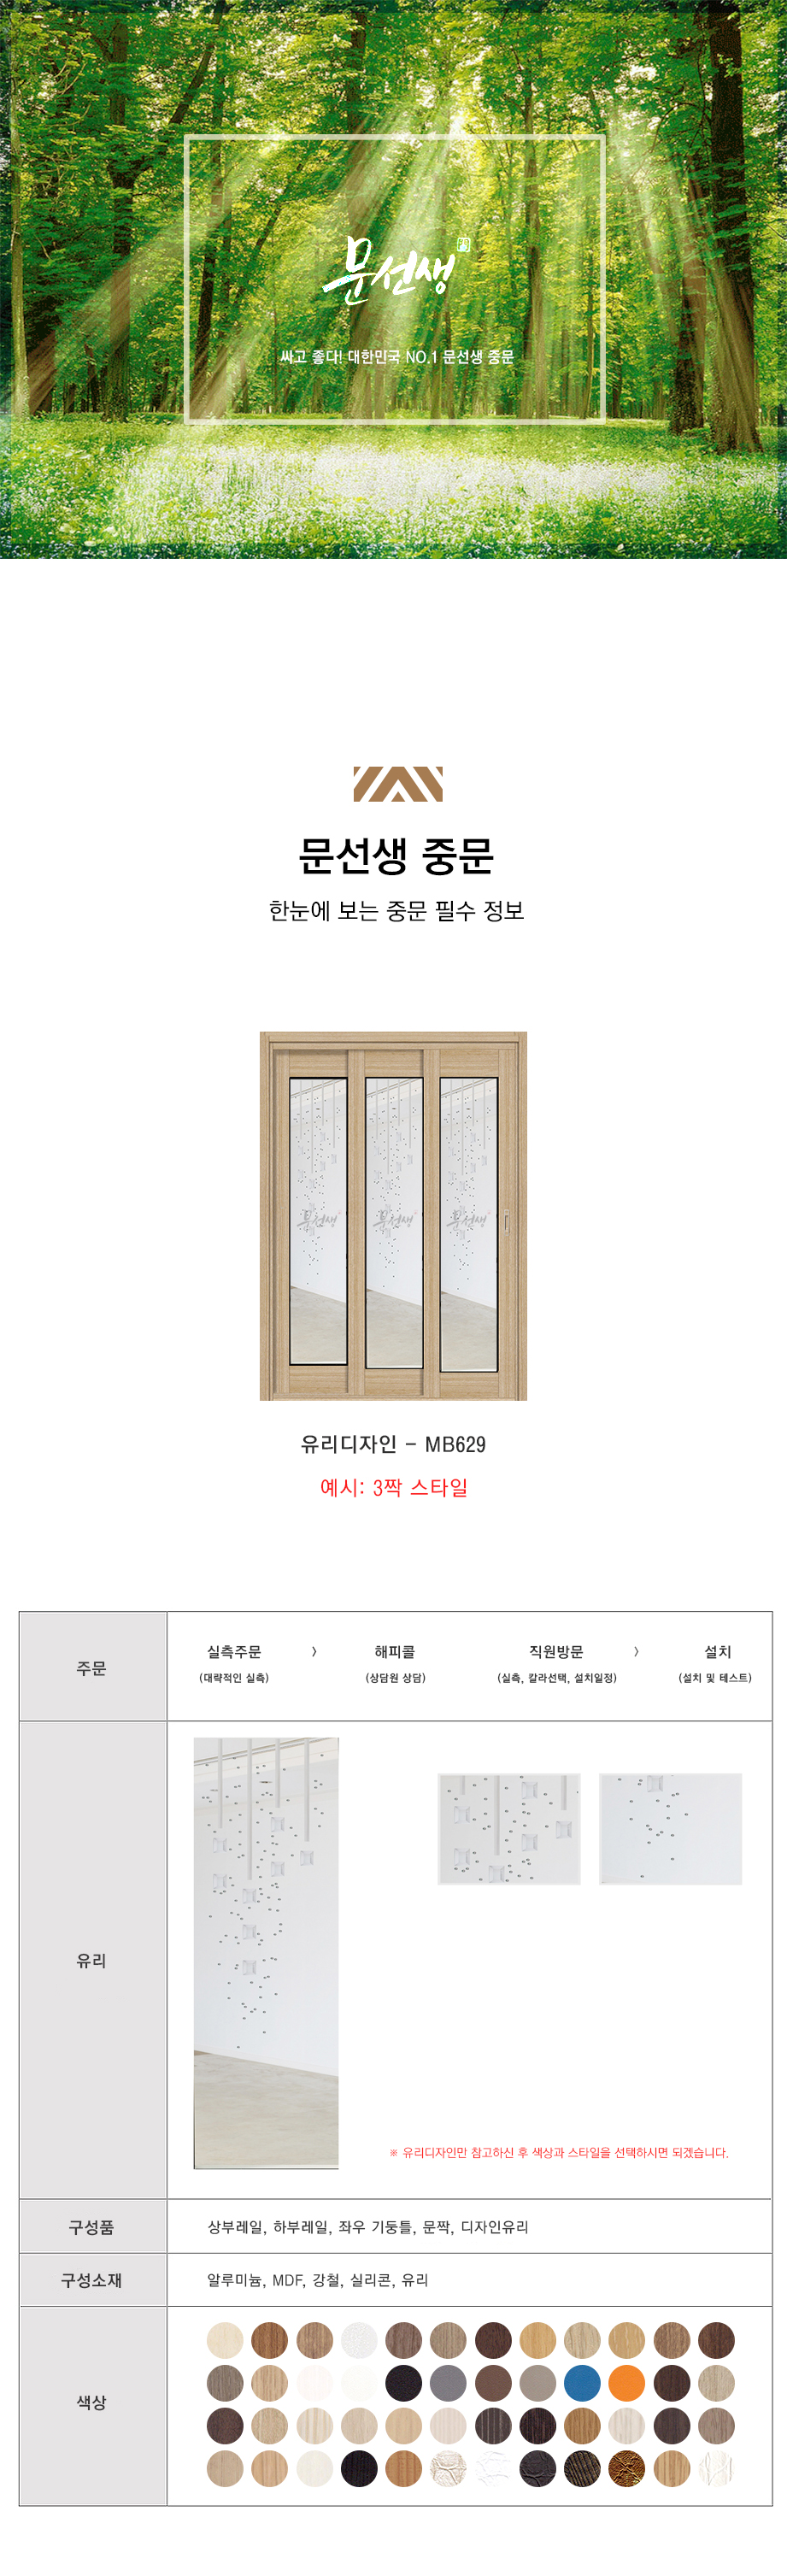 문선생
싸고 좋다! 대한민국 NO.1 문선생 중문
문선생 중문
한눈에 보는 중문 필수 정보
문선생 문선생 문선생
유리디자인 - MB629
예시: 3짝 스타일
주문
실측주문 > 해피콜 직원방문 > 설치
(대략적인 실측) (상담원 상담) (실측, 칼라선택, 설치일정) (설치 및 테스트)
유리
※ 유리디자인만 참고하신 후 색상과 스타일을 선택하시면 되겠습니다.
구성품 상부레일, 하부레일, 좌우 기둥틀, 문짝, 디자인유리
구성소재 알루미늄, MDF, 강철, 실리콘, 유리
색상